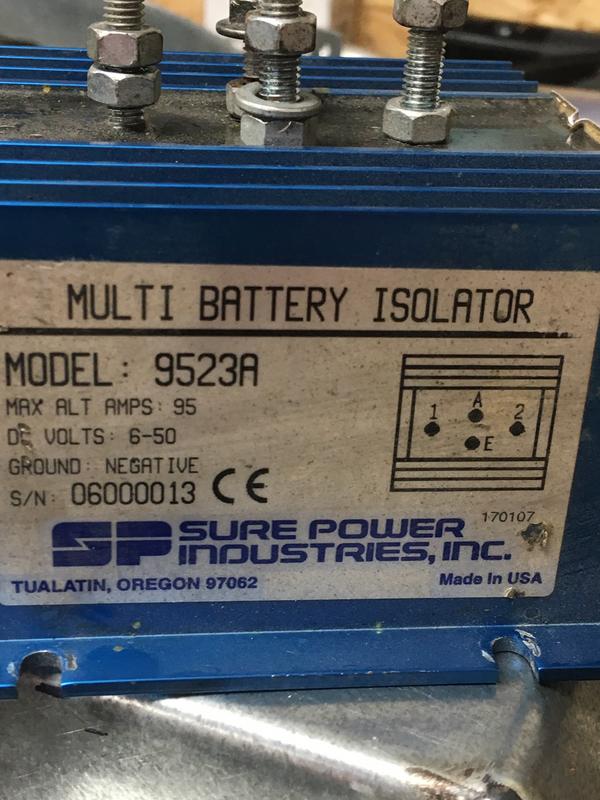 MULTI BATTERY ISOLATOR
MODEL: 9523A
MAX ALT AMPS: 95
DC VOLTS: 6-50
GROUND: NEGATIVE
S/N: 06000013 CE
1 A 2
E
170107
SP SURE POWER
INDUSTRIES, INC.
TUALATIN, OREGON 97062
Made In USA